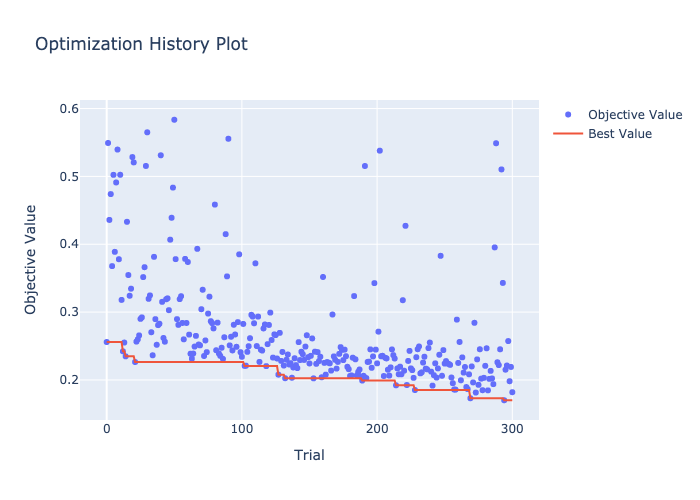 Optimization History Plot
0.6
0.5
0.4
0.3
0.2
Objective Value
0
100
200
300
Trial
Objective Value
Best Value